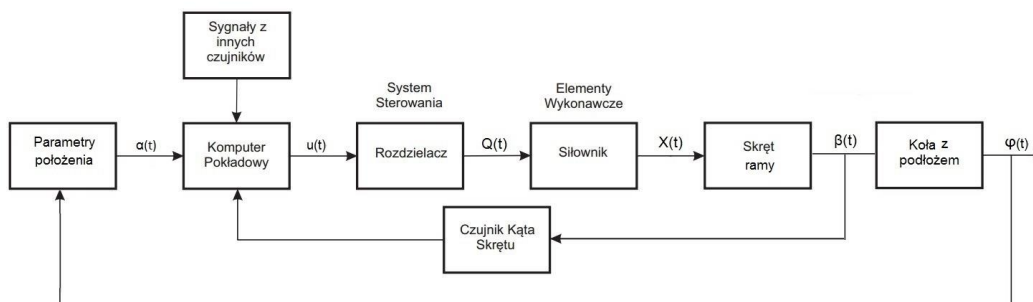 Sygnały z
innych
czujników
System
Sterowania
Elementy
Wykonawcze
Parametry
położenia
α(t)
Komputer
Pokładowy
u(t)
Rozdzielacz
Q(t)
Siłownik
X(t)
Skręt
ramy
β(t)
Koła z
podłożem
φ(t)
Czujnik Kąta
Skrętu